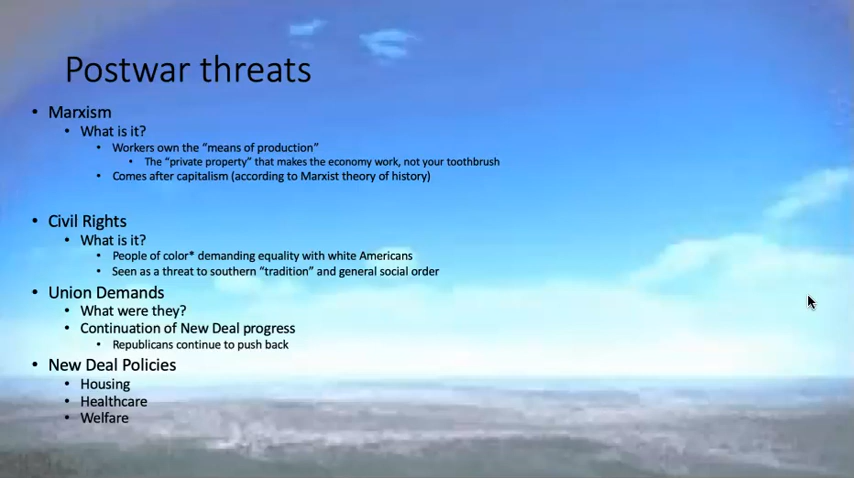 Postwar threats
• Marxism
• What is it?
• Workers own the “means of production”
• The “private property” that makes the economy work, not your toothbrush
• Comes after capitalism (according to Marxist theory of history)
• Civil Rights
• What is it?
• People of color* demanding equality with white Americans
• Seen as a threat to southern “tradition” and general social order
• Union Demands
• What were they?
• Continuation of New Deal progress
• Republicans continue to push back
• New Deal Policies
• Housing
• Healthcare
• Welfare